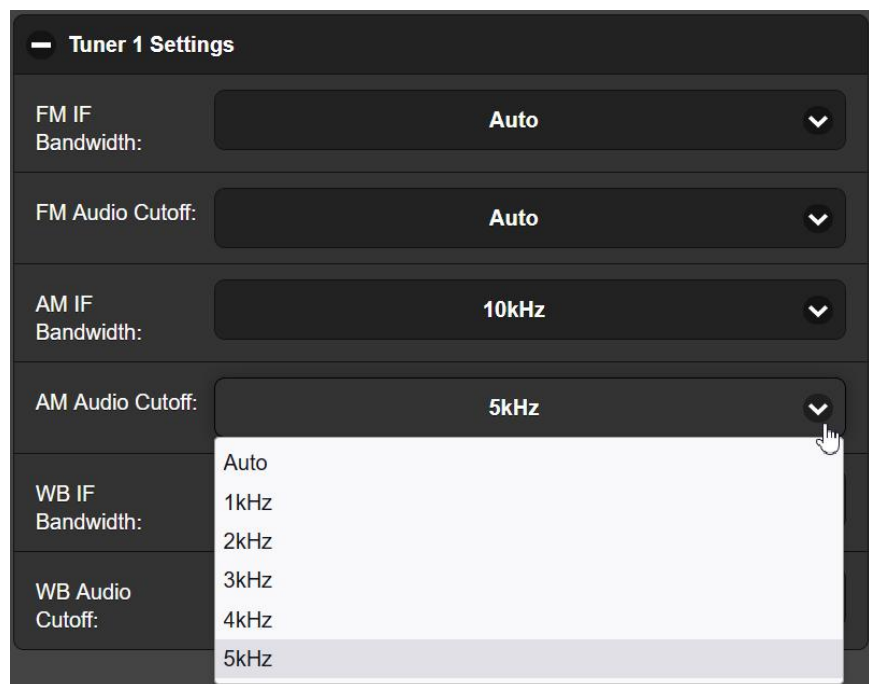 Tuner 1 Settings
FM IF
Bandwidth:
Auto
FM Audio Cutoff:
Auto
AM IF
Bandwidth:
10kHz
AM Audio Cutoff:
5kHz
Auto
1kHz
2kHz
3kHz
4kHz
5kHz
WB IF
Bandwidth:
WB Audio
Cutoff: